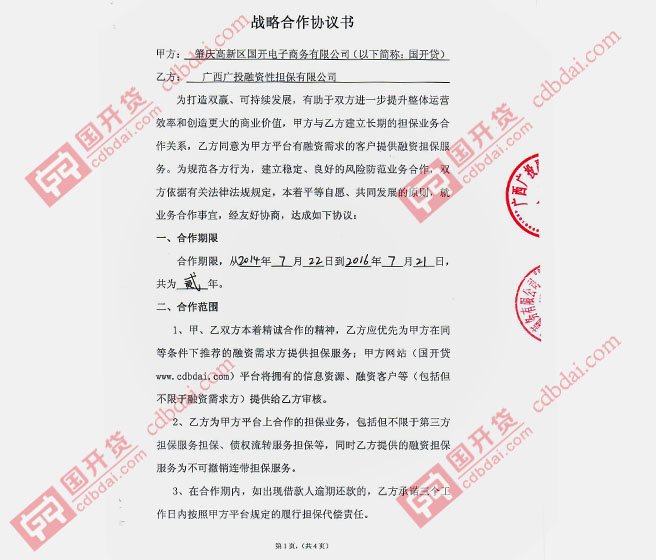 战略合作协议书
甲方：肇庆高新区国开电子商务有限公司（以下简称：国开贷）
乙方：广西广投融资性担保有限公司
为打造双赢、可持续发展，有助于双方进一步提升整体运营
效率和创造更大的商业价值，甲方与乙方建立长期的担保业务合
作关系，乙方同意为甲方平台有融资需求的客户提供融资担保服
务。为规范各方行为，建立稳定、良好的风险防范业务合作，双
方依据有关法律法规规定，本着平等自愿、共同发展的原则，就
业务合作事宜，经友好协商，达成如下协议：
一、合作期限
合作期限，从2014年7月22日到2016年7月21日，
共为贰年。
二、合作范围
1、甲、乙双方本着精诚合作的精神，乙方应优先为甲方在同
等条件下推荐的融资需求方提供担保服务；甲方网站（国开贷
www.cdbdai.com）平台将拥有的信息资源、融资客户等（包括但
不限于融资需求方）提供给乙方审核。
2、乙方为甲方平台上合作的担保业务，包括但不限于第三方
担保服务担保、债权流转服务担保等，同时乙方提供的融资担保
服务为不可撤销连带担保服务。
3、在合作期内，如出现借款人逾期还款的，乙方承诺三个工
作日内按照甲方平台规定的履行担保代偿责任。
第1页，（共4页）
广西广投
有限公司
国开贷
cdbdai.com
国开贷
cdbdai.com
国开贷
cdbdai.com
国开贷
cdbdai.com
国开贷
cdbdai.com
国开贷
cdbdai.com